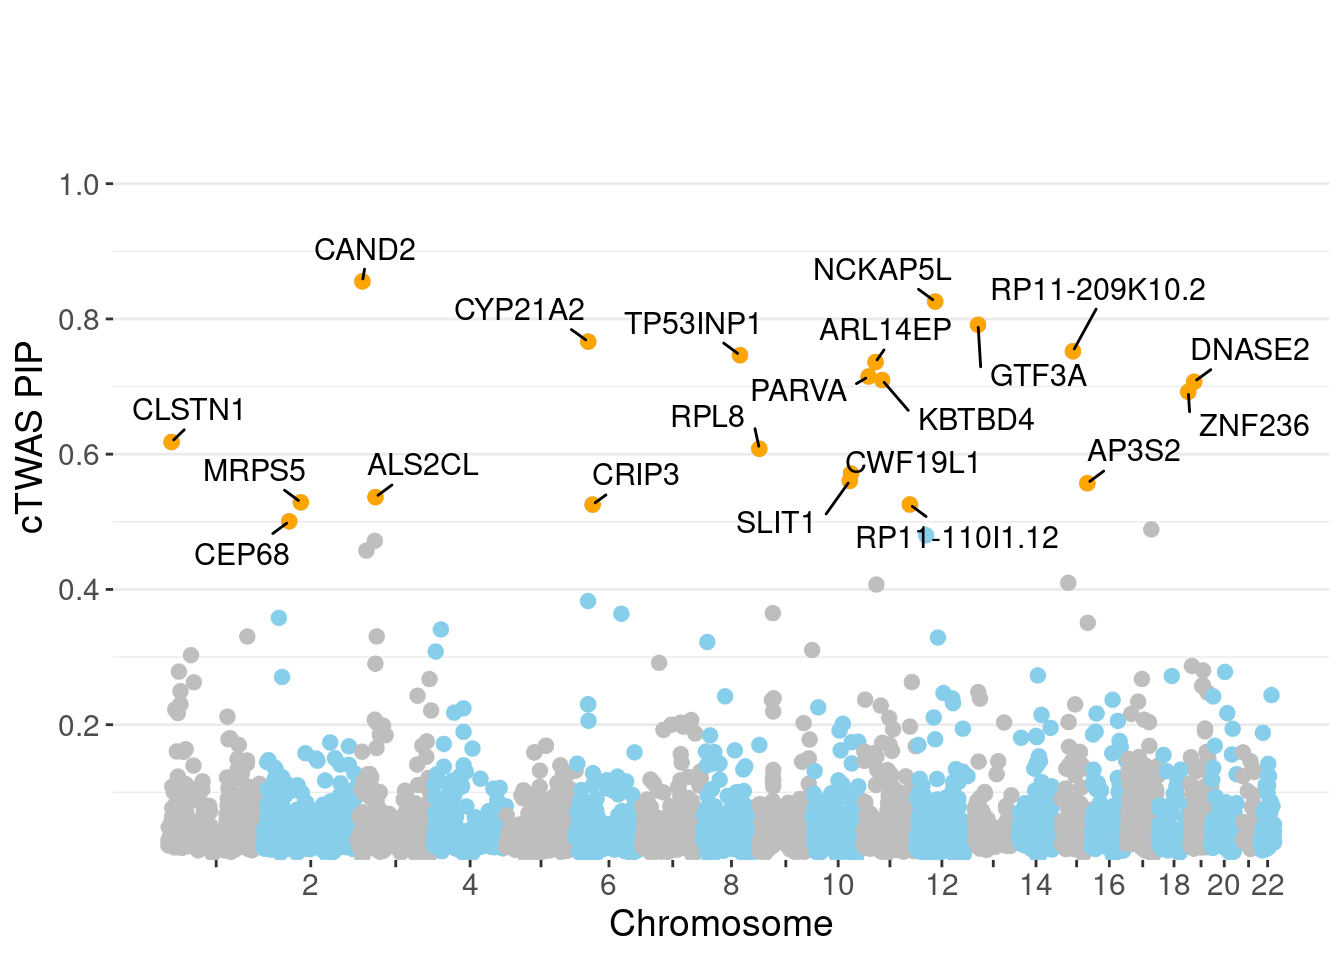 1.0
CAND2
NCKAP5L
RP11-209K10.2
CYP21A2
TP53INP1
0.8
ARL14EP
DNASE2
GTF3A
PARVA
CLSTN1
RPL8
KBTBD4
ZNF236
cTWAS PIP
0.6
MRPS5
ALS2CL
CRIP3
CWF19L1
AP3S2
SLIT1
RP11-110I1.12
CEP68
0.4
0.2
2 4 6 8 10 12 14 16 18 20 22
Chromosome